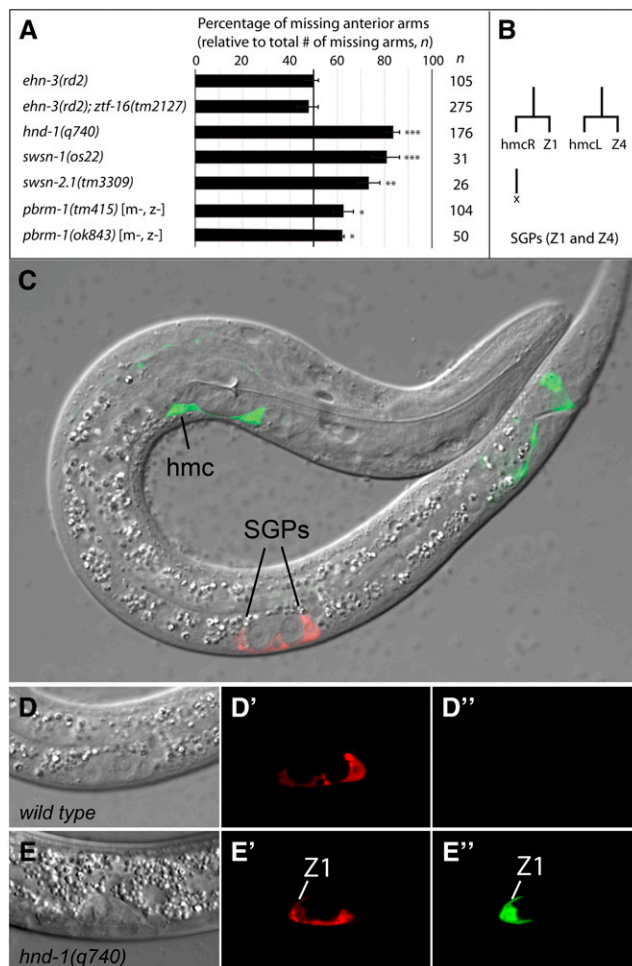 A
Percentage of missing anterior arms
(relative to total # of missing arms, n)
0 20 40 60 80 100 n
ehn-3(rd2) 105
ehn-3(rd2); ztf-16(tm2127) 275
hnd-1(q740) *** 176
swsn-1(os22) *** 31
swsn-2.1(tm3309) ** 26
pbrm-1(tm415) [m-, z-] * 104
pbrm-1(ok843) [m-, z-] * 50
B
hmcR Z1 hmcL Z4
x
SGPs (Z1 and Z4)
C
hmc
SGPs
D D' D''
wild type
E E' E''
Z1 Z1
hnd-1(q740)